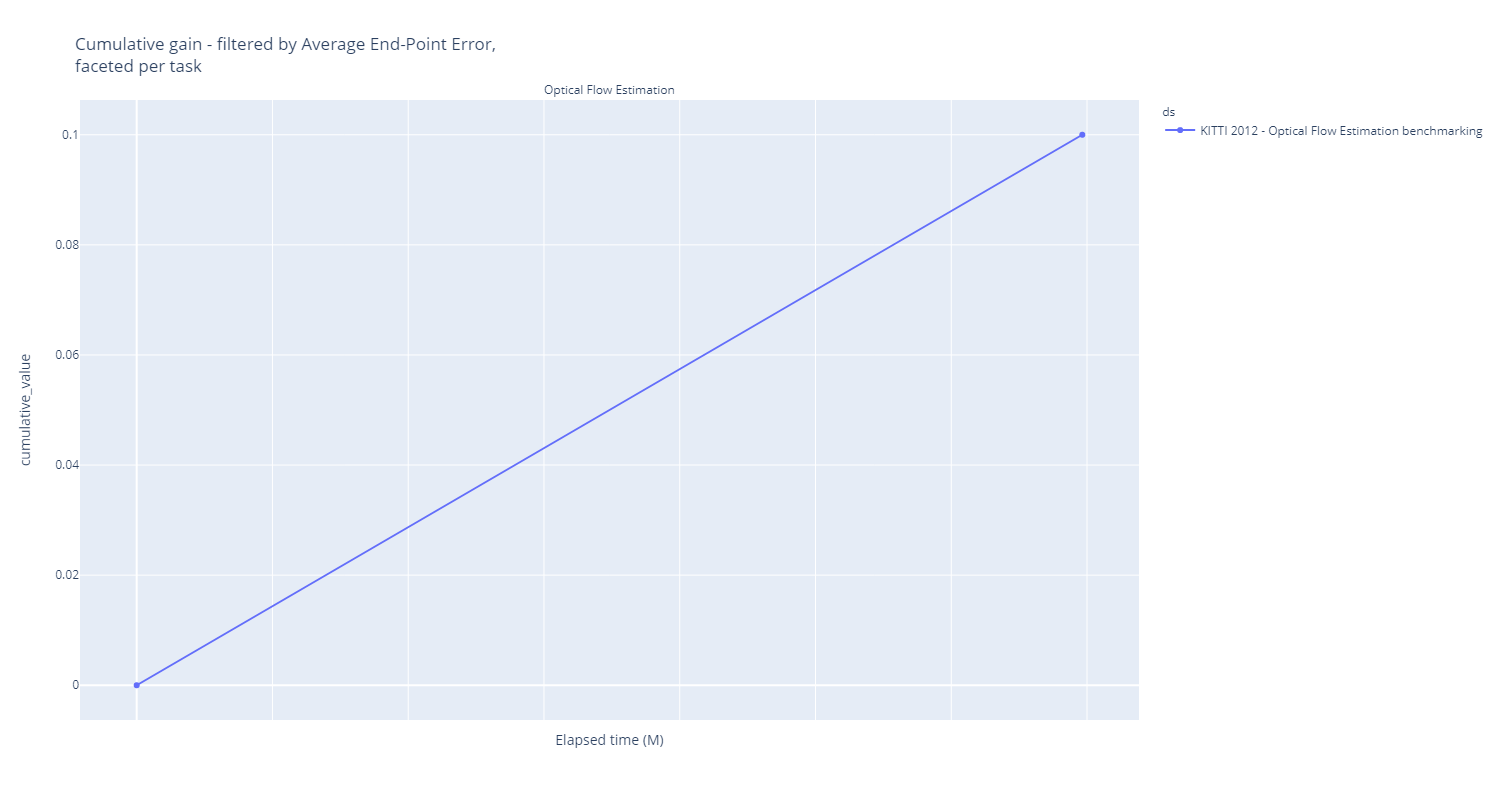 Cumulative gain - filtered by Average End-Point Error,
faceted per task
Optical Flow Estimation
ds
KITTI 2012 - Optical Flow Estimation benchmarking
0.1
0.08
0.06
0.04
0.02
0
cumulative_value
Elapsed time (M)